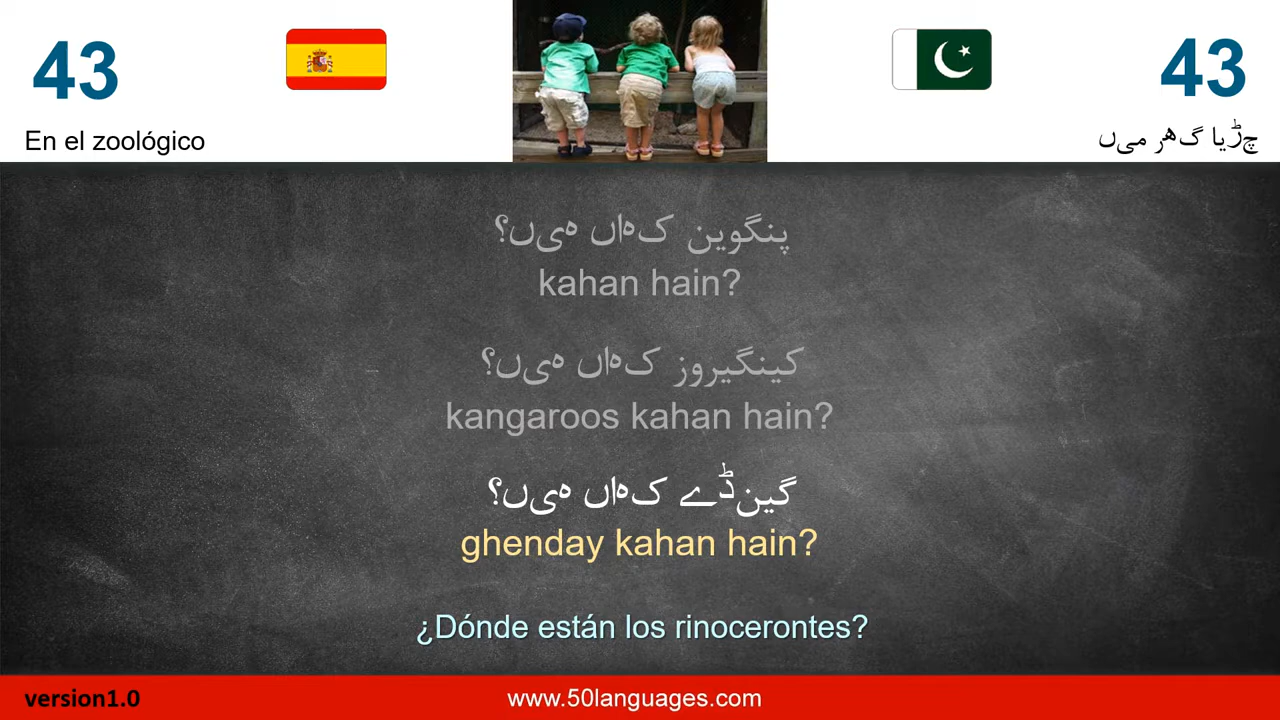 43
43
En el zoológico
چڑیا گھر میں
پنگوین کہاں ہیں؟
kahan hain?
کینگیروز کہاں ہیں؟
kangaroos kahan hain?
گینڈے کہاں ہیں؟
ghenday kahan hain?
¿Dónde están los rinocerontes?
version1.0
www.50languages.com